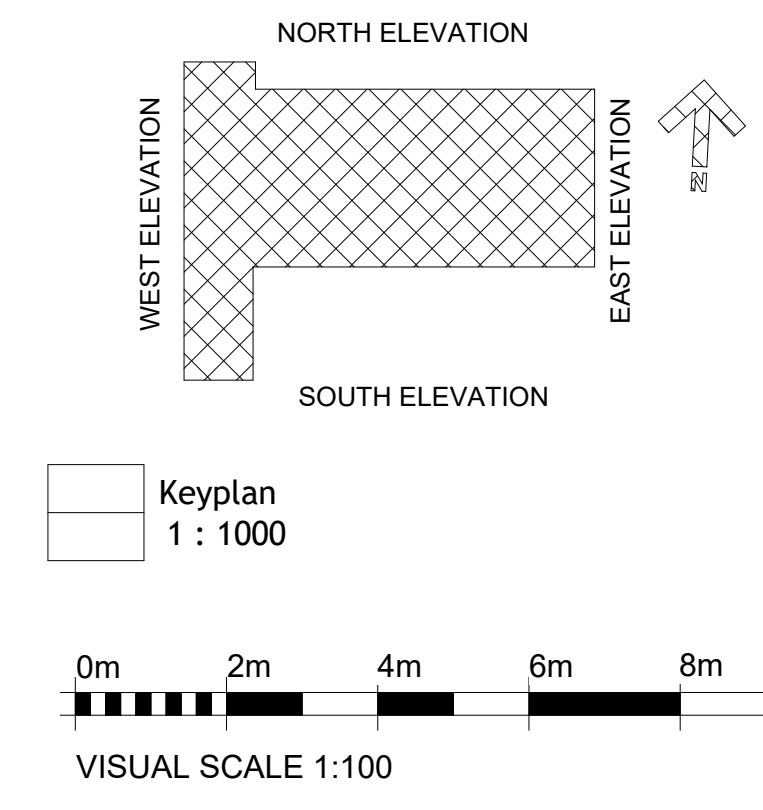 NORTH ELEVATION
WEST ELEVATION
EAST ELEVATION
N
SOUTH ELEVATION
Keyplan
1 : 1000
0m 2m 4m 6m 8m
VISUAL SCALE 1:100